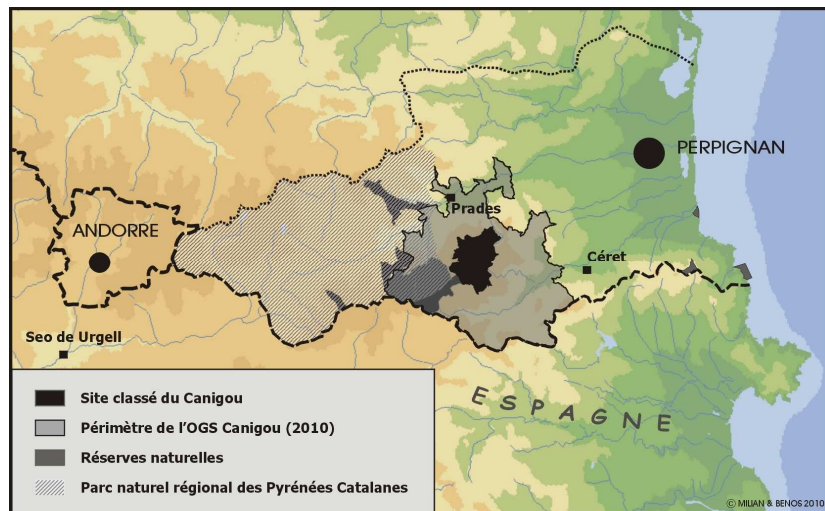 PERPIGNAN
Prades
ANDORRE
Céret
Seo de Urgell
ESPAGNE
Site classé du Canigou
Périmètre de l'OGS Canigou (2010)
Réserves naturelles
Parc naturel régional des Pyrénées Catalanes
© MILIAN & BENOS 2010